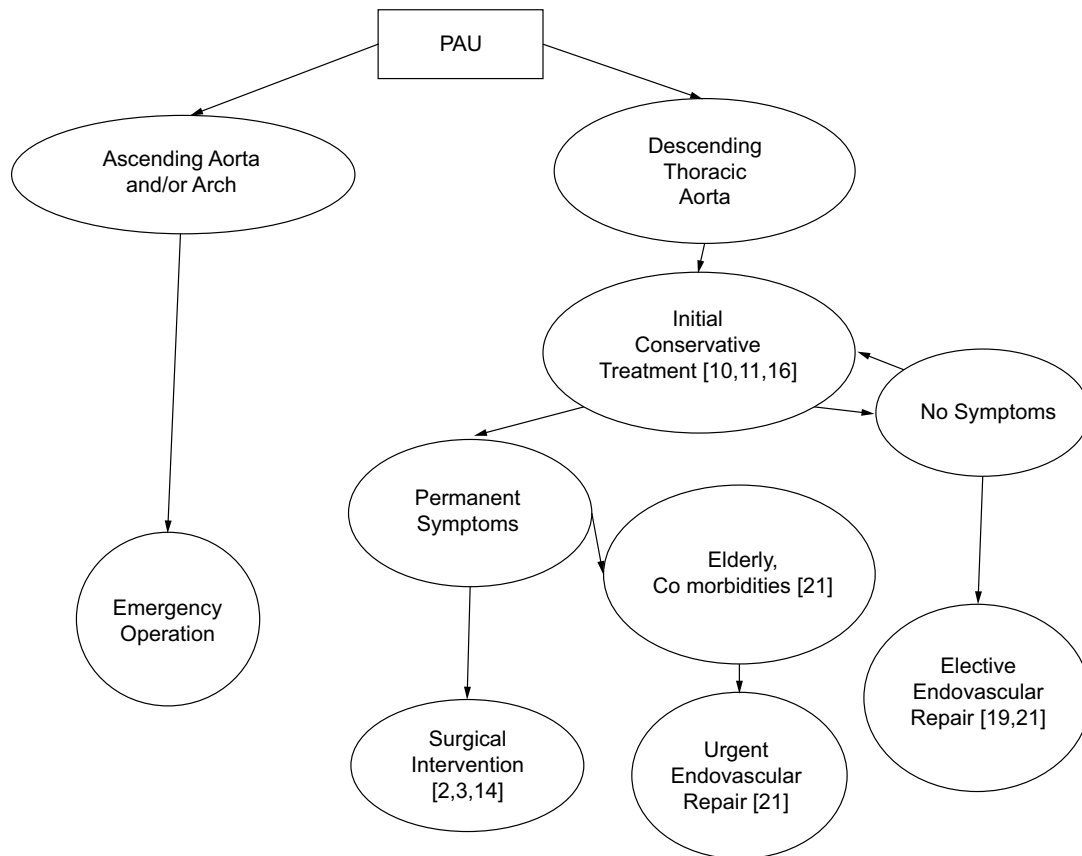 PAU
Ascending Aorta
and/or Arch
Descending
Thoracic
Aorta
Initial
Conservative
Treatment [10,11,16]
No Symptoms
Permanent
Symptoms
Elderly,
Co morbidities [21]
Emergency
Operation
Elective
Endovascular
Repair [19,21]
Surgical
Intervention
[2,3,14]
Urgent
Endovascular
Repair [21]